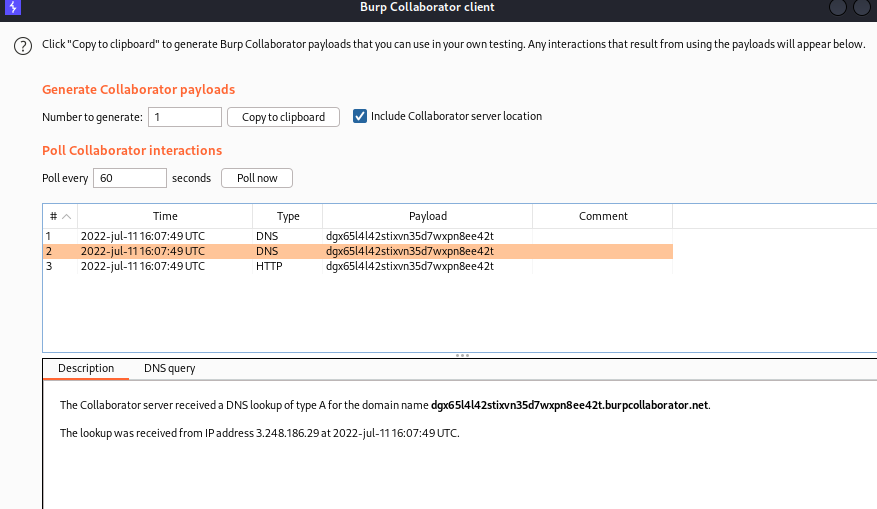 Burp Collaborator client
? Click "Copy to clipboard" to generate Burp Collaborator payloads that you can use in your own testing. Any interactions that result from using the payloads will appear below.
Generate Collaborator payloads
Number to generate: 1 Copy to clipboard Include Collaborator server location
Poll Collaborator interactions
Poll every 60 seconds Poll now
# Time Type Payload Comment
1 2022-jul-11 16:07:49 UTC DNS dgx65l4l42stixvn35d7wxpn8ee42t
2 2022-jul-11 16:07:49 UTC DNS dgx65l4l42stixvn35d7wxpn8ee42t
3 2022-jul-11 16:07:49 UTC HTTP dgx65l4l42stixvn35d7wxpn8ee42t
Description DNS query
The Collaborator server received a DNS lookup of type A for the domain name dgx65l4l42stixvn35d7wxpn8ee42t.burpcollaborator.net.
The lookup was received from IP address 3.248.186.29 at 2022-jul-11 16:07:49 UTC.